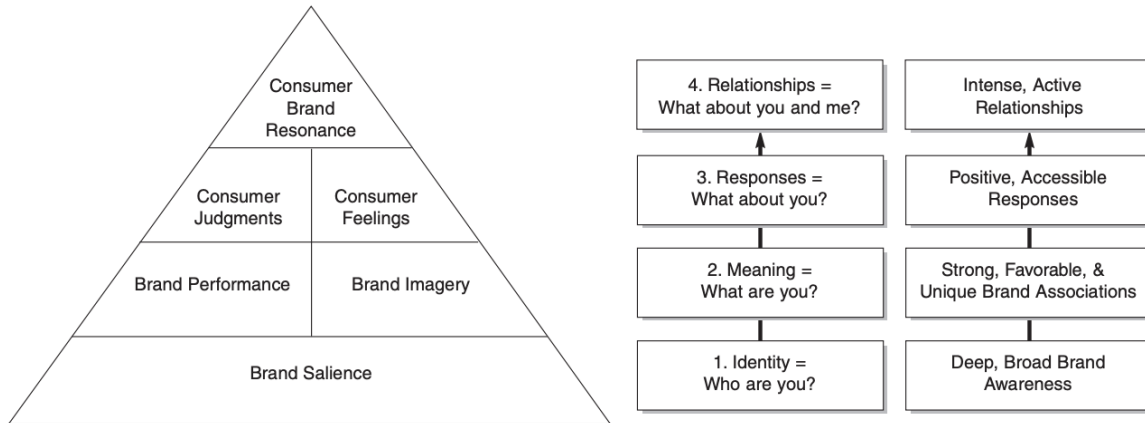 Consumer
Brand
Resonance
Consumer
Judgments
Consumer
Feelings
Brand Performance
Brand Imagery
Brand Salience
4. Relationships =
What about you and me?
Intense, Active
Relationships
3. Responses =
What about you?
Positive, Accessible
Responses
2. Meaning =
What are you?
Strong, Favorable, &
Unique Brand Associations
1. Identity =
Who are you?
Deep, Broad Brand
Awareness